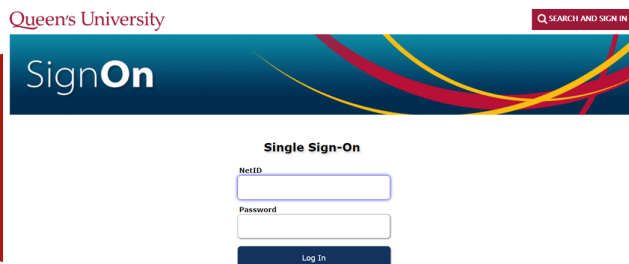 Queen's University
SEARCH AND SIGN IN
SignOn
Single Sign-On
NetID
Password
Log In